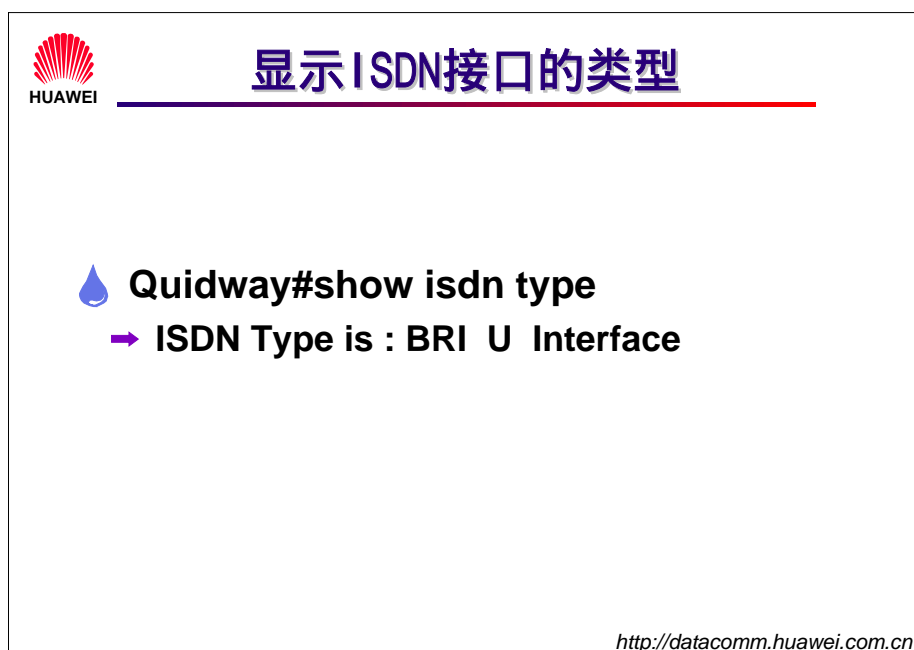 显示ISDN接口的类型
HUAWEI
Quidway#show isdn type
ISDN Type is : BRI U Interface
http://datacomm.huawei.com.cn